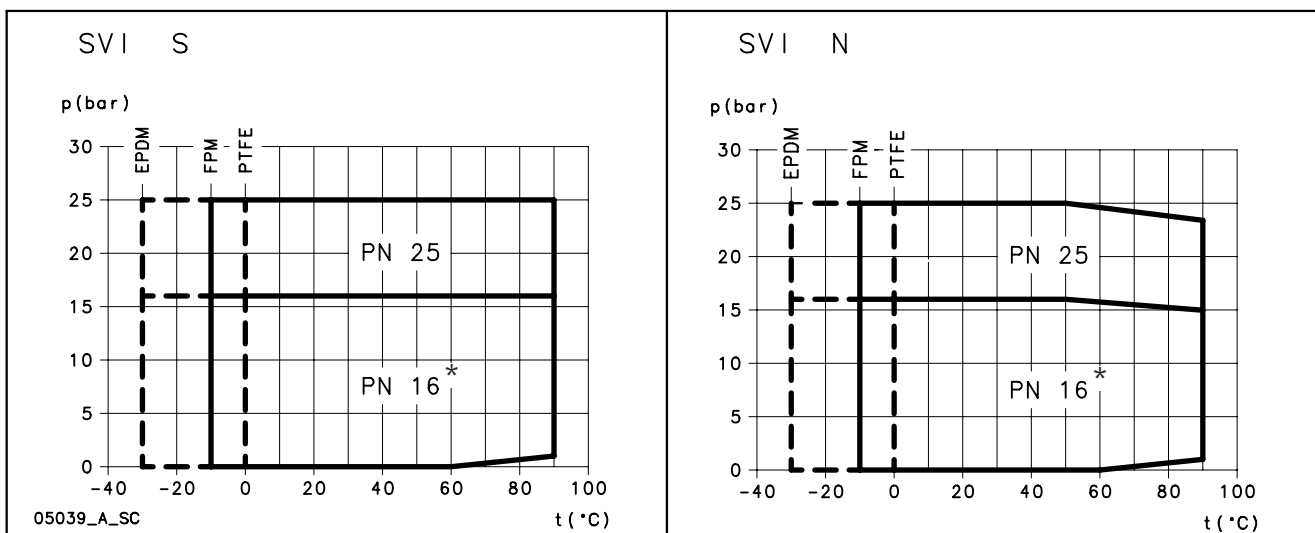 SVI S
p(bar)
EPDM
FPM
PTFE
30
25
20
15
10
5
0
PN 25
PN 16*
-40 -20 0 20 40 60 80 100
05039_A_SC
t(°C)
SVI N
p(bar)
EPDM
FPM
PTFE
30
25
20
15
10
5
0
PN 25
PN 16*
-40 -20 0 20 40 60 80 100
t(°C)